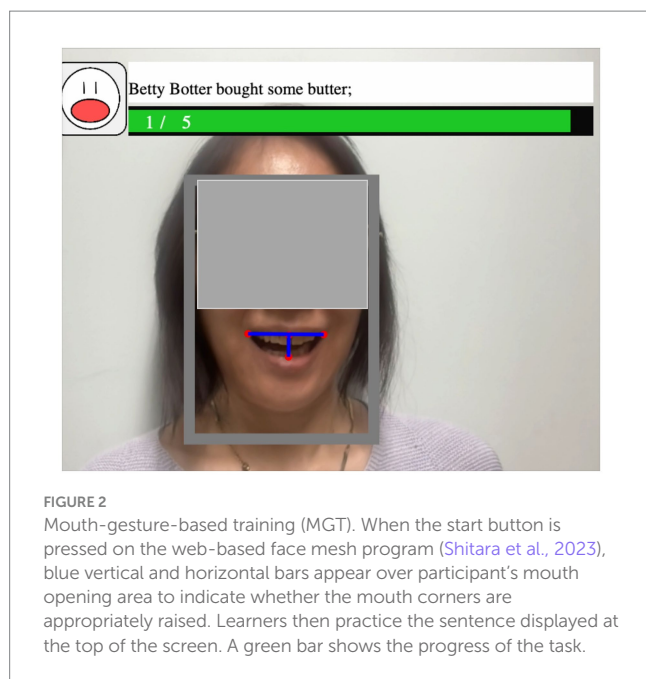 Betty Botter bought some butter;
1 / 5
FIGURE 2
Mouth-gesture-based training (MGT). When the start button is
pressed on the web-based face mesh program (Shitara et al., 2023),
blue vertical and horizontal bars appear over participant's mouth
opening area to indicate whether the mouth corners are
appropriately raised. Learners then practice the sentence displayed at
the top of the screen. A green bar shows the progress of the task.